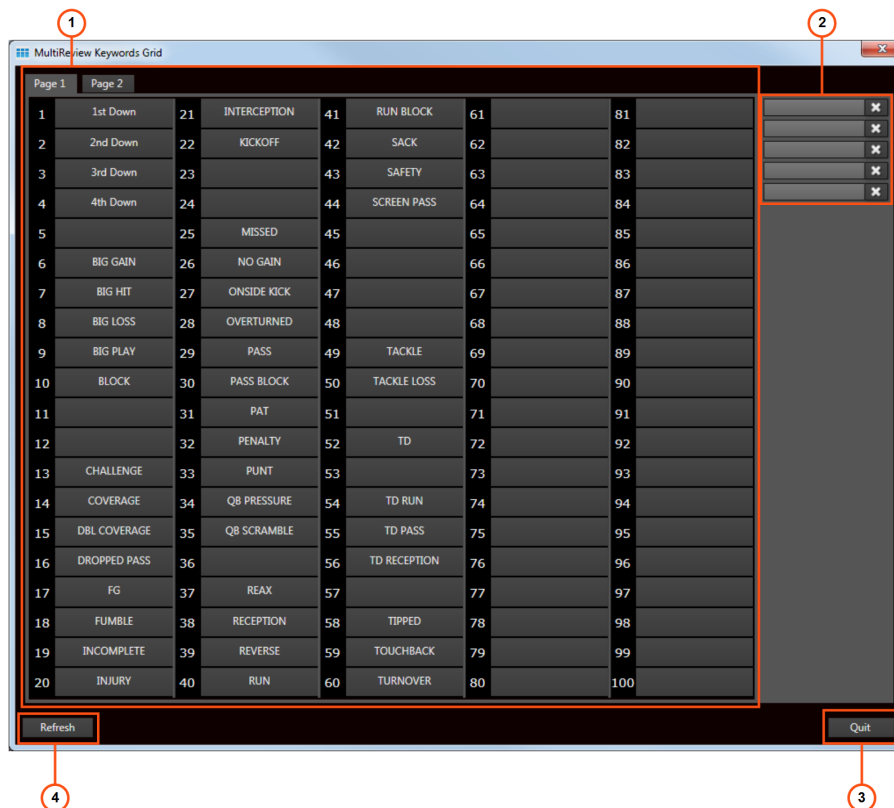 1 2
MultiReview Keywords Grid
Page 1 Page 2
1 1st Down 21 INTERCEPTION 41 RUN BLOCK 61 81
2 2nd Down 22 KICKOFF 42 SACK 62 82
3 3rd Down 23 43 SAFETY 63 83
4 4th Down 24 44 SCREEN PASS 64 84
5 25 MISSED 45 65 85
6 BIG GAIN 26 NO GAIN 46 66 86
7 BIG HIT 27 ONSIDE KICK 47 67 87
8 BIG LOSS 28 OVERTURNED 48 68 88
9 BIG PLAY 29 PASS 49 TACKLE 69 89
10 BLOCK 30 PASS BLOCK 50 TACKLE LOSS 70 90
11 31 PAT 51 71 91
12 32 PENALTY 52 TD 72 92
13 CHALLENGE 33 PUNT 53 73 93
14 COVERAGE 34 QB PRESSURE 54 TD RUN 74 94
15 DBL COVERAGE 35 QB SCRAMBLE 55 TD PASS 75 95
16 DROPPED PASS 36 56 TD RECEPTION 76 96
17 FG 37 REAX 57 77 97
18 FUMBLE 38 RECEPTION 58 TIPPED 78 98
19 INCOMPLETE 39 REVERSE 59 TOUCHBACK 79 99
20 INJURY 40 RUN 60 TURNOVER 80 100
Refresh Quit
4 3